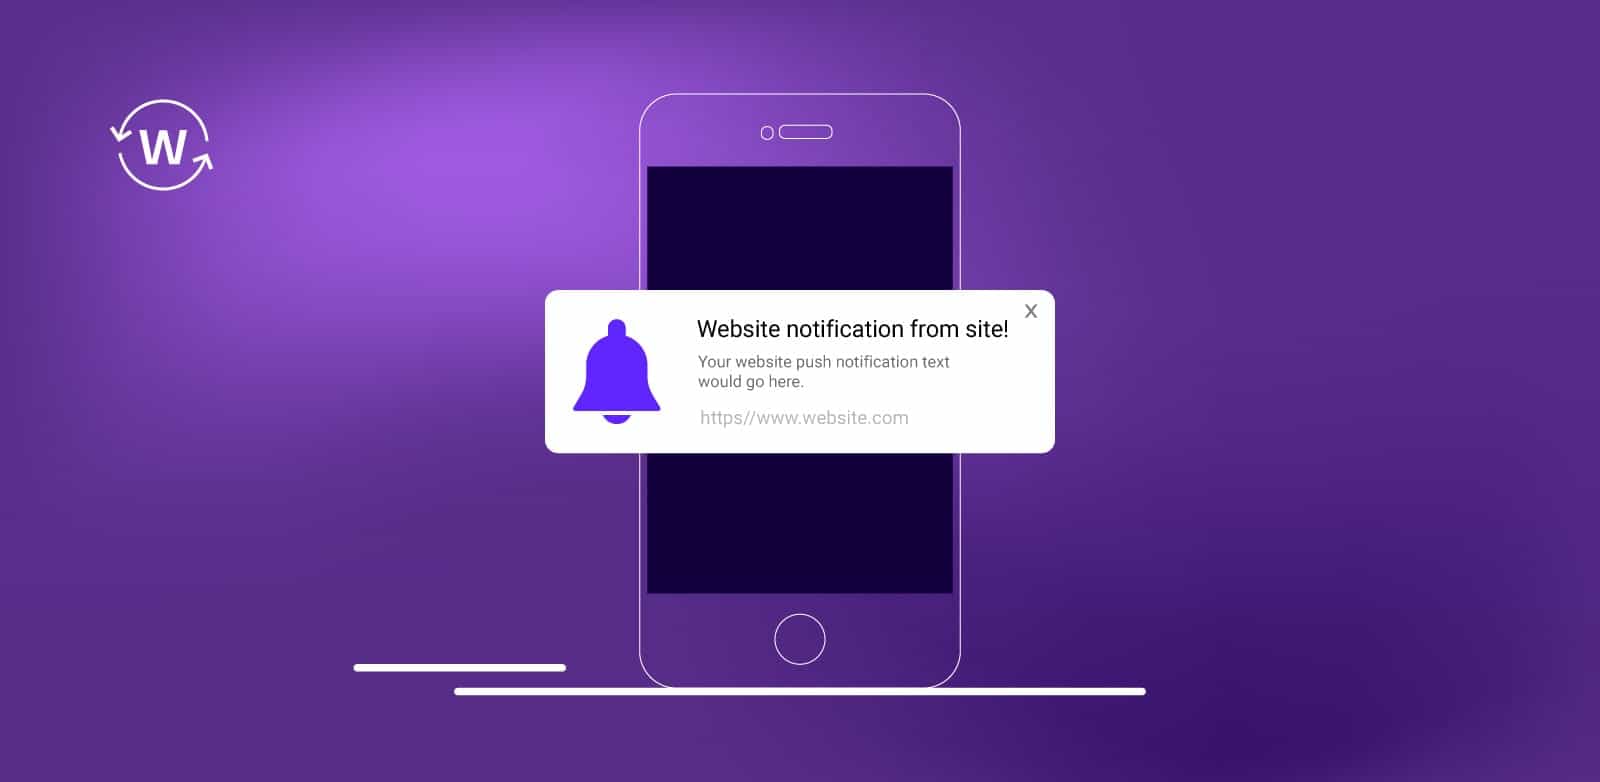 W
X
Website notification from site!
Your website push notification text
would go here.
https//www.website.com